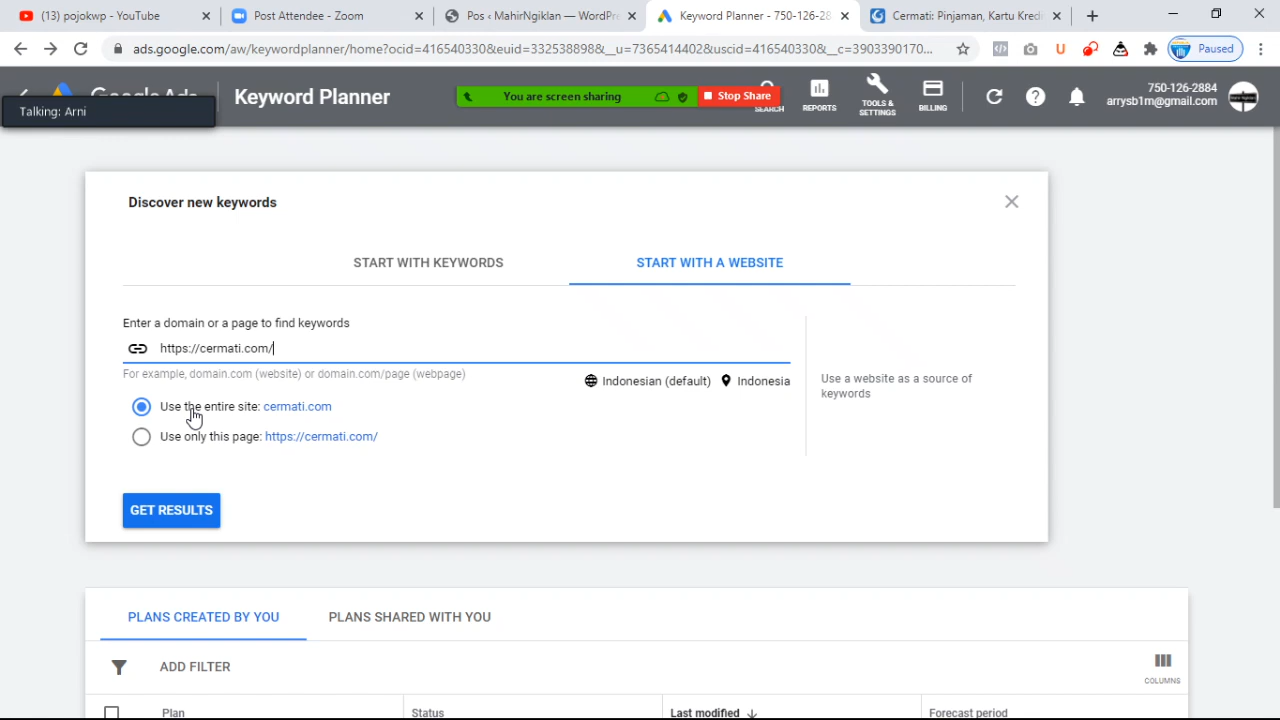 (13) pojokwp - YouTube
Post Attendee - Zoom
Pos ‹ MahirNgiklan — WordPre
Keyword Planner - 750-126-28
Cermati: Pinjaman, Kartu Kredi
ads.google.com/aw/keywordplanner/home?ocid=416540330&euid=332538898&__u=7365414402&uscid=416540330&__c=3903390170...
Paused
Keyword Planner
You are screen sharing
Stop Share
SEARCH
REPORTS
TOOLS &
SETTINGS
BILLING
750-126-2884
arrysb1m@gmail.com
Talking: Arni
Discover new keywords
START WITH KEYWORDS
START WITH A WEBSITE
Enter a domain or a page to find keywords
https://cermati.com/
For example, domain.com (website) or domain.com/page (webpage)
Indonesian (default)
Indonesia
Use a website as a source of
keywords
Use the entire site: cermati.com
Use only this page: https://cermati.com/
GET RESULTS
PLANS CREATED BY YOU
PLANS SHARED WITH YOU
ADD FILTER
COLUMNS
Plan
Status
Last modified
Forecast period